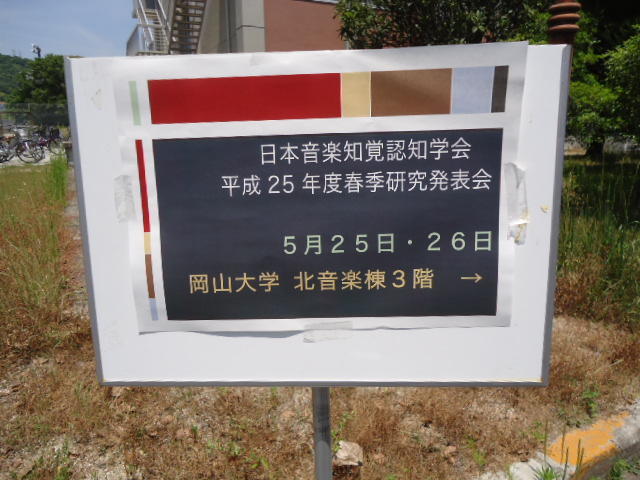 日本音楽知覚認知学会
平成25年度春季研究発表会
5月25日・26日
岡山大学 北音楽棟3階 →